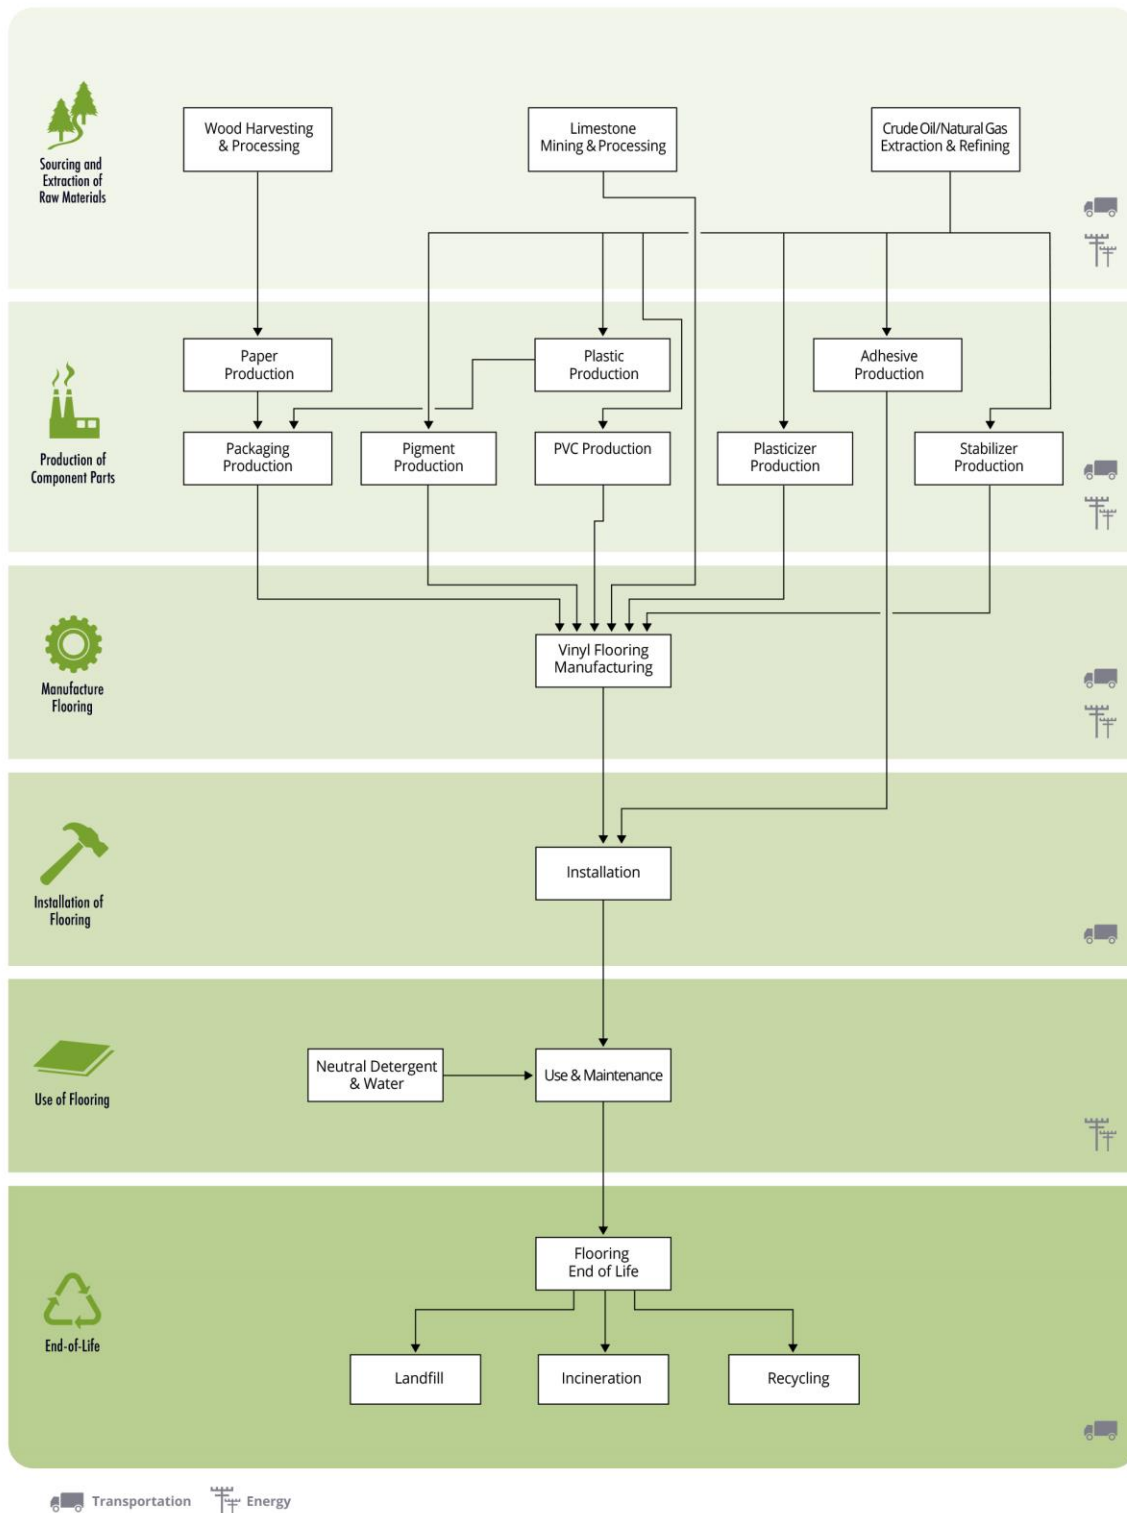 Wood Harvesting
& Processing
Limestone
Mining & Processing
Crude Oil/Natural Gas
Extraction & Refining
Sourcing and
Extraction of
Raw Materials
Paper
Production
Plastic
Production
Adhesive
Production
Packaging
Production
Pigment
Production
PVC Production
Plasticizer
Production
Stabilizer
Production
Production of
Component Parts
Vinyl Flooring
Manufacturing
Manufacture
Flooring
Installation
Installation of
Flooring
Neutral Detergent
& Water
Use & Maintenance
Use of Flooring
Flooring
End of Life
End-of-Life
Landfill
Incineration
Recycling
Transportation
Energy